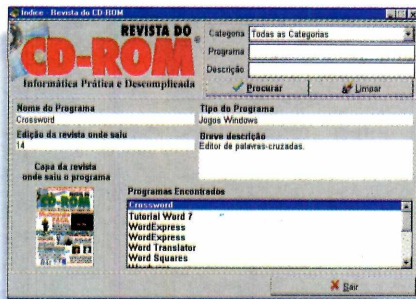 Índice - Revista do CD-ROM
REVISTA DO
CD-ROM
Informática Prática e Descomplicada
Categoria Todas as Categorias
Programa
Descrição
Procurar Limpar
Nome do Programa
Crossword
Tipo do Programa
Jogos Windows
Edição da revista onde saiu
14
Breve descrição
Editor de palavras-cruzadas.
Capa da revista
onde saiu o programa
CD-ROM
Programas Encontrados
Crossword
Tutorial Word 7
WordExpress
WordExpress
Word Translator
Word Squares
Sair